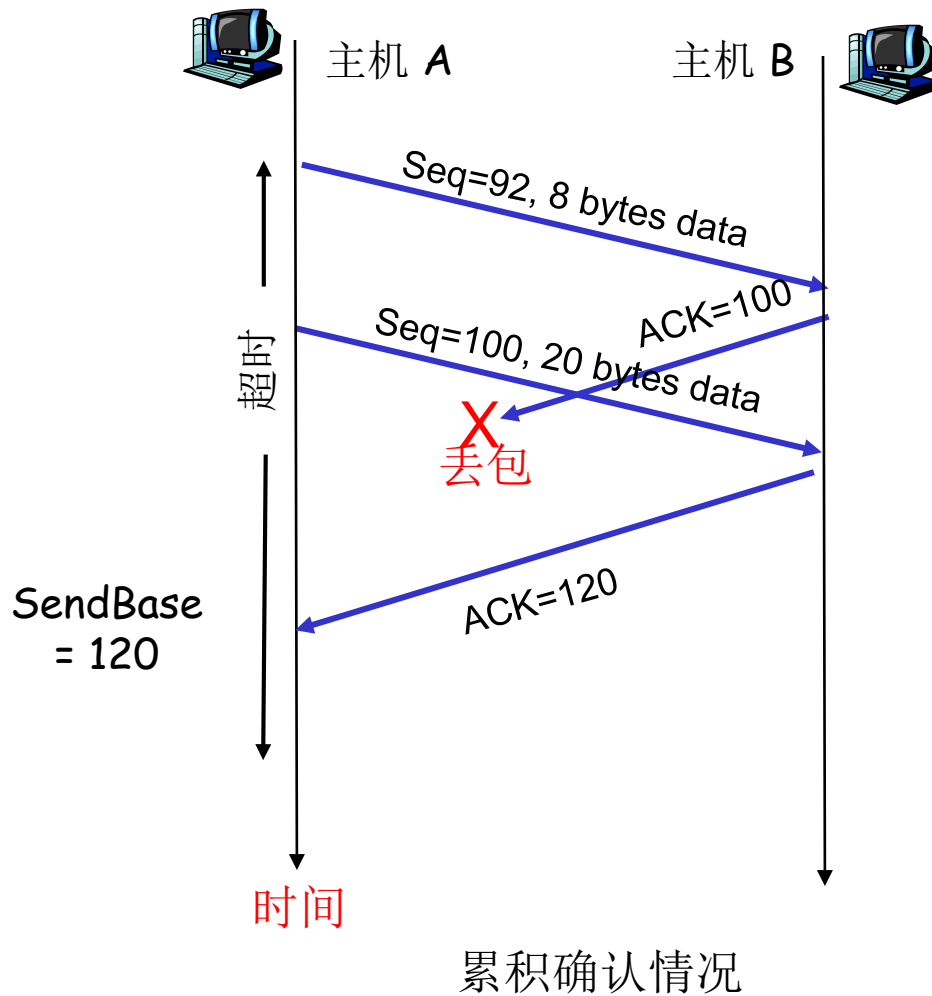 主机 A
主机 B
Seq=92, 8 bytes data
ACK=100
Seq=100, 20 bytes data
超时
X
丢包
ACK=120
SendBase
= 120
时间
累积确认情况